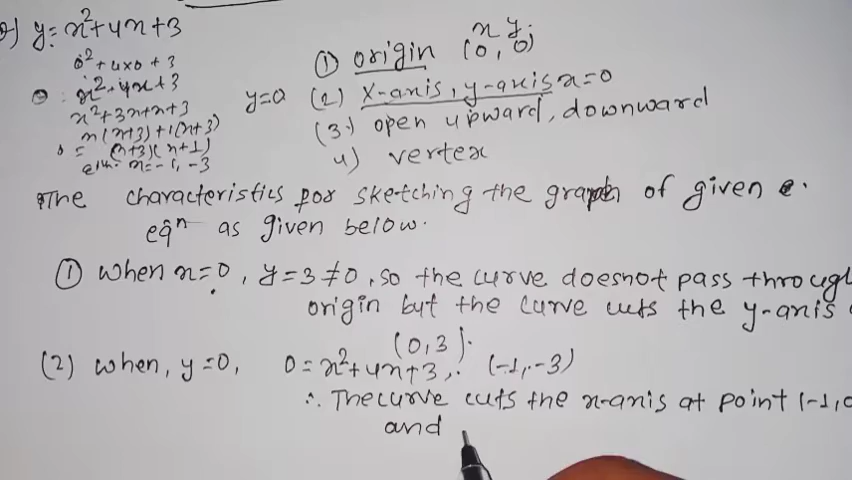 y = x²+4x+3
0²+4x0+3
x²+4x+3
x²+3x+x+3
x(x+3)+1(x+3)
= (x+3)(x+1)
x=-1, -3
x y
① origin (0, 0)
y=0 (2) x-axis, y-axis x=0
(3) open upward, downward
4) vertex
The characteristics for sketching the graph of given
eqⁿ as given below.
① when x=0, y=3≠0, so the curve doesnot pass through
origin but the curve cuts the y-axis
(0,3).
(2) when, y=0, 0=x²+4x+3, (-1,-3)
∴ The curve cuts the x-axis at point (-1,0
and